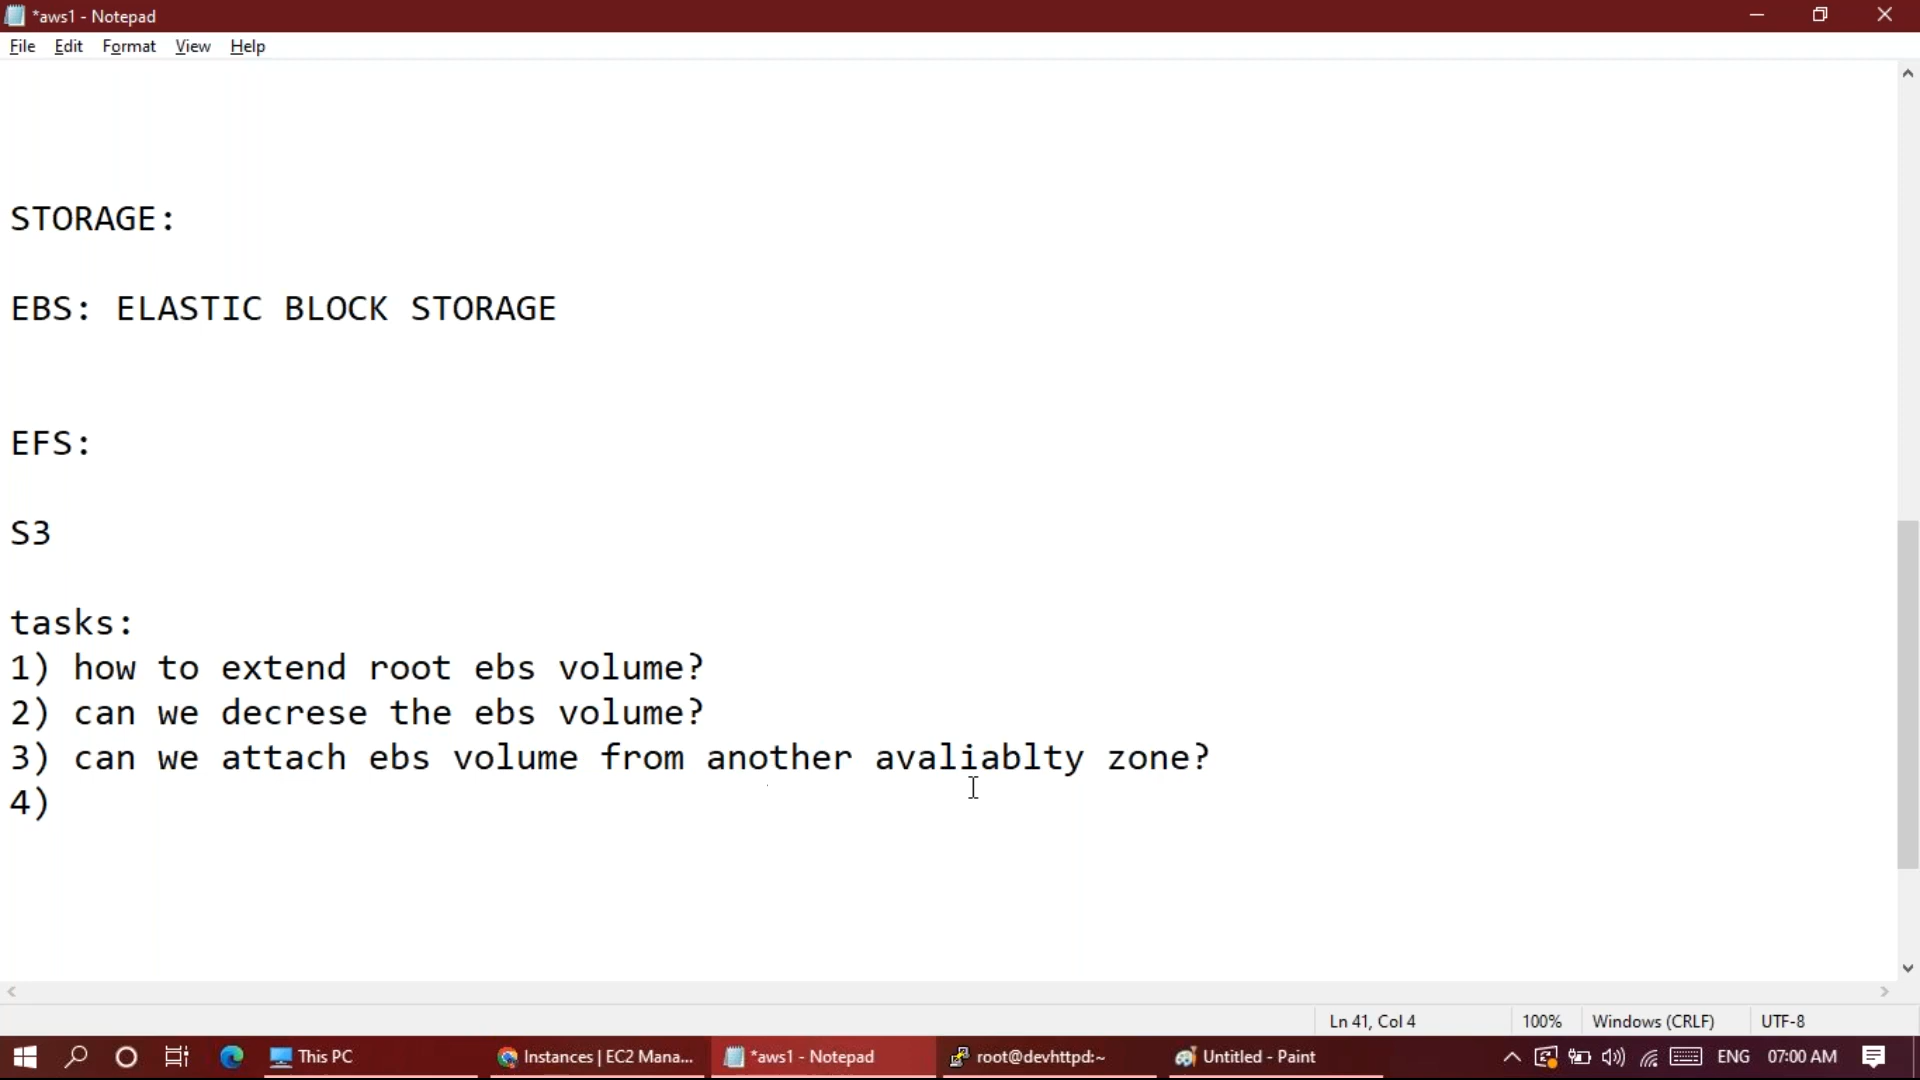 *aws1 - Notepad
File Edit Format View Help
STORAGE:
EBS: ELASTIC BLOCK STORAGE
EFS:
S3
tasks:
1) how to extend root ebs volume?
2) can we decrese the ebs volume?
3) can we attach ebs volume from another avaliablty zone?
4)
Ln 41, Col 4 100% Windows (CRLF) UTF-8
This PC Instances | EC2 Mana... *aws1 - Notepad root@devhttpd:~ Untitled - Paint ENG 07:00 AM